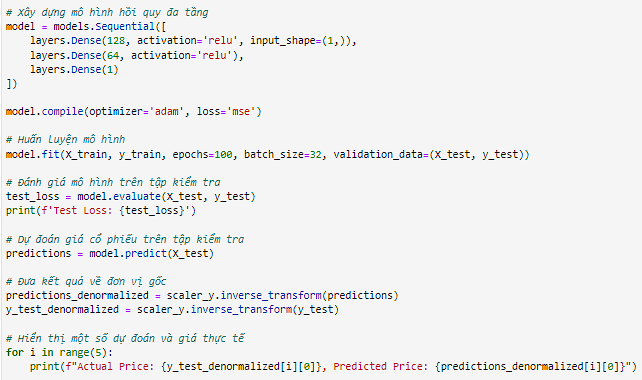 # Xây dựng mô hình hồi quy đa tầng
model = models.Sequential([
    layers.Dense(128, activation='relu', input_shape=(1,)),
    layers.Dense(64, activation='relu'),
    layers.Dense(1)
])
model.compile(optimizer='adam', loss='mse')
# Huấn luyện mô hình
model.fit(X_train, y_train, epochs=100, batch_size=32, validation_data=(X_test, y_test))
# Đánh giá mô hình trên tập kiểm tra
test_loss = model.evaluate(X_test, y_test)
print(f'Test Loss: {test_loss}')
# Dự đoán giá cổ phiếu trên tập kiểm tra
predictions = model.predict(X_test)
# Đưa kết quả về đơn vị gốc
predictions_denormalized = scaler_y.inverse_transform(predictions)
y_test_denormalized = scaler_y.inverse_transform(y_test)
# Hiển thị một số dự đoán và giá thực tế
for i in range(5):
    print(f"Actual Price: {y_test_denormalized[i][0]}, Predicted Price: {predictions_denormalized[i][0]}")